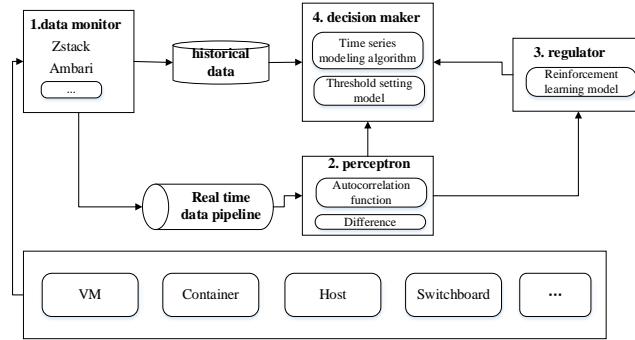 1.data monitor
Zstack
Ambari
...
historical
data
4. decision maker
Time series
modeling algorithm
Threshold setting
model
3. regulator
Reinforcement
learning model
Real time
data pipeline
2. perceptron
Autocorrelation
function
Difference
VM
Container
Host
Switchboard
...